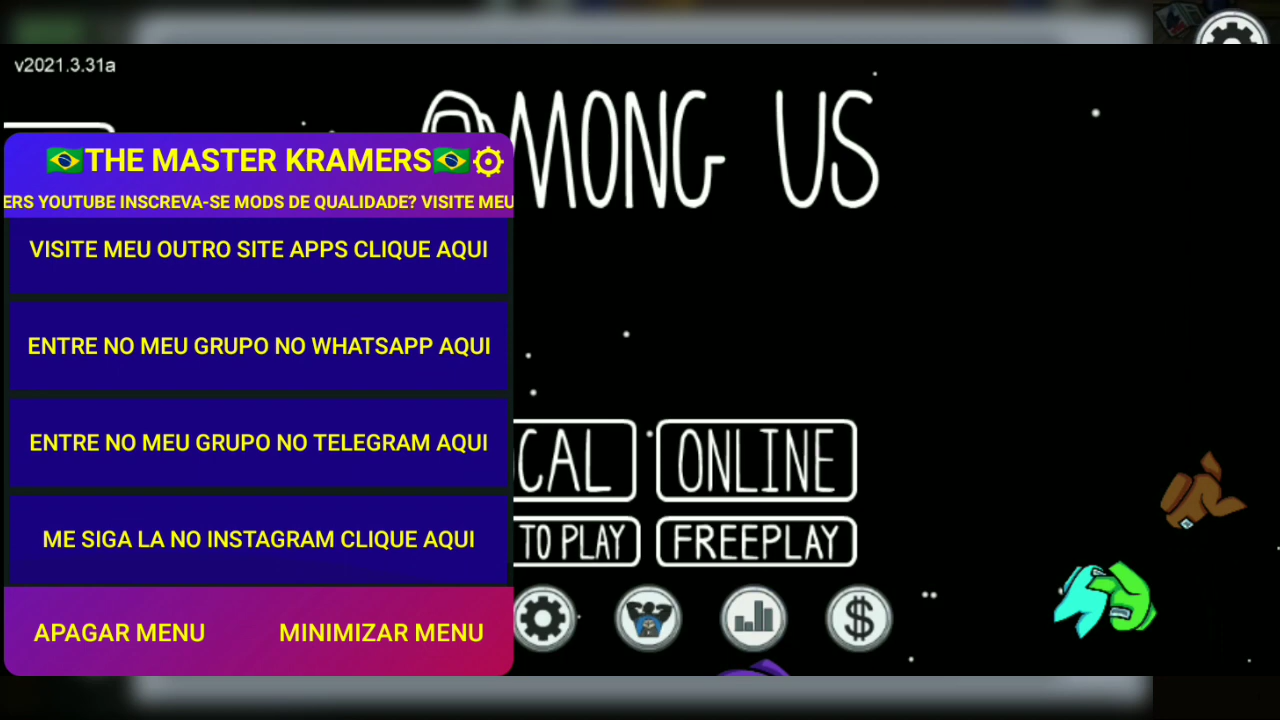 v2021.3.31a
AMONG US
THE MASTER KRAMERS
ERS YOUTUBE INSCREVA-SE MODS DE QUALIDADE? VISITE MEU
VISITE MEU OUTRO SITE APPS CLIQUE AQUI
ENTRE NO MEU GRUPO NO WHATSAPP AQUI
ENTRE NO MEU GRUPO NO TELEGRAM AQUI
ME SIGA LA NO INSTAGRAM CLIQUE AQUI
APAGAR MENU MINIMIZAR MENU
OCAL ONLINE
TO PLAY FREEPLAY
$